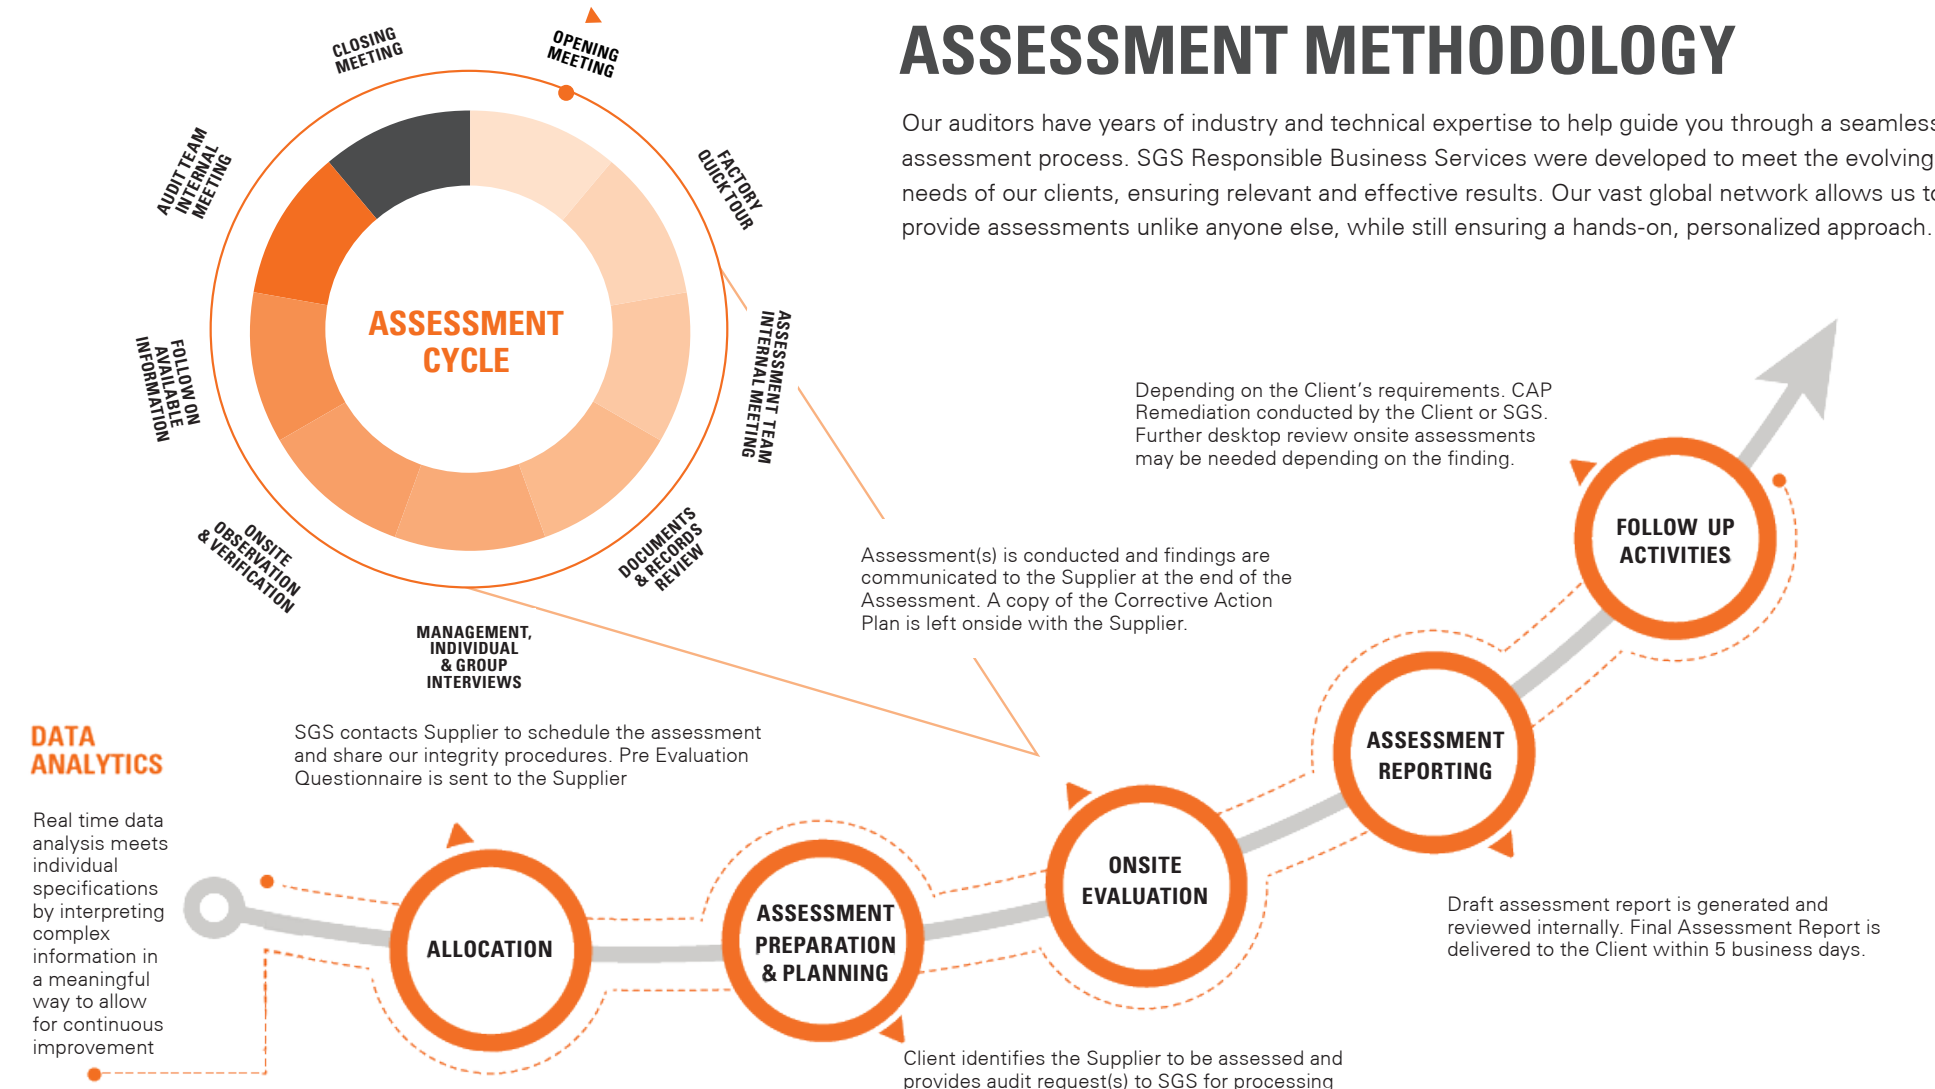 ASSESSMENT METHODOLOGY
Our auditors have years of industry and technical expertise to help guide you through a seamless
assessment process. SGS Responsible Business Services were developed to meet the evolving
needs of our clients, ensuring relevant and effective results. Our vast global network allows us to
provide assessments unlike anyone else, while still ensuring a hands-on, personalized approach.
OPENING
MEETING
FACTORY
QUICK TOUR
ASSESSMENT TEAM
INTERNAL MEETING
DOCUMENTS
& RECORDS
REVIEW
MANAGEMENT,
INDIVIDUAL
& GROUP
INTERVIEWS
ONSITE
OBSERVATION
& VERIFICATION
FOLLOW ON
AVAILABLE
INFORMATION
AUDIT TEAM
INTERNAL
MEETING
CLOSING
MEETING
ASSESSMENT
CYCLE
Depending on the Client's requirements. CAP
Remediation conducted by the Client or SGS.
Further desktop review onsite assessments
may be needed depending on the finding.
FOLLOW UP
ACTIVITIES
Assessment(s) is conducted and findings are
communicated to the Supplier at the end of the
Assessment. A copy of the Corrective Action
Plan is left onside with the Supplier.
ASSESSMENT
REPORTING
DATA
ANALYTICS
Real time data
analysis meets
individual
specifications
by interpreting
complex
information in
a meaningful
way to allow
for continuous
improvement
SGS contacts Supplier to schedule the assessment
and share our integrity procedures. Pre Evaluation
Questionnaire is sent to the Supplier
ALLOCATION
ASSESSMENT
PREPARATION
& PLANNING
ONSITE
EVALUATION
Draft assessment report is generated and
reviewed internally. Final Assessment Report is
delivered to the Client within 5 business days.
Client identifies the Supplier to be assessed and
provides audit request(s) to SGS for processing